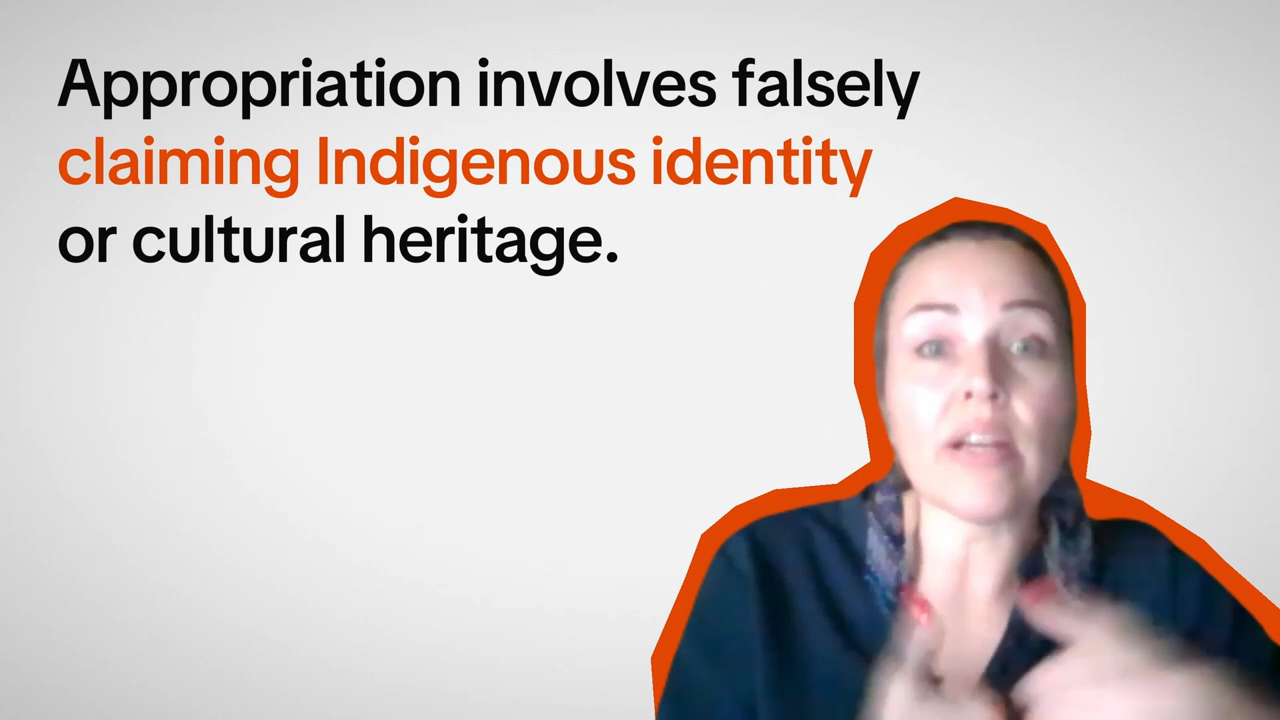 Appropriation involves falsely
claiming Indigenous identity
or cultural heritage.